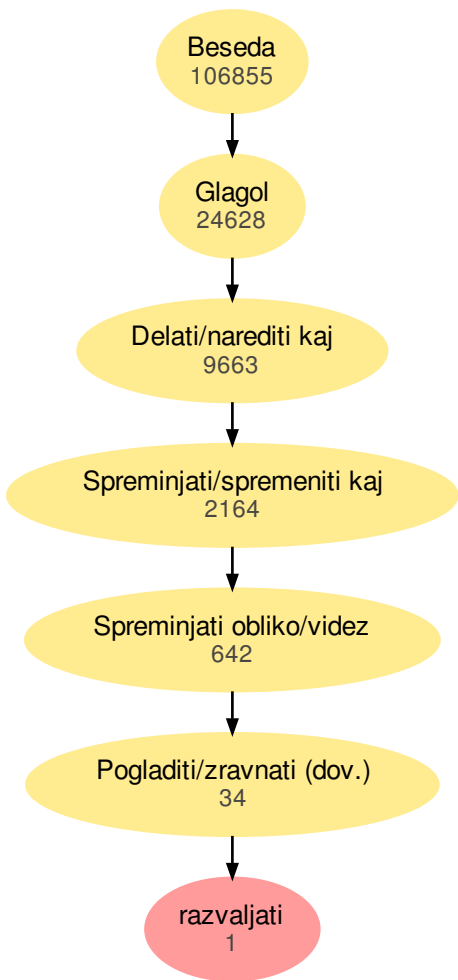 Beseda
106855
Glagol
24628
Delati/narediti kaj
9663
Spreminjati/spremeniti kaj
2164
Spreminjati obliko/videz
642
Pogladiti/zravnati (dov.)
34
razvaljati
1